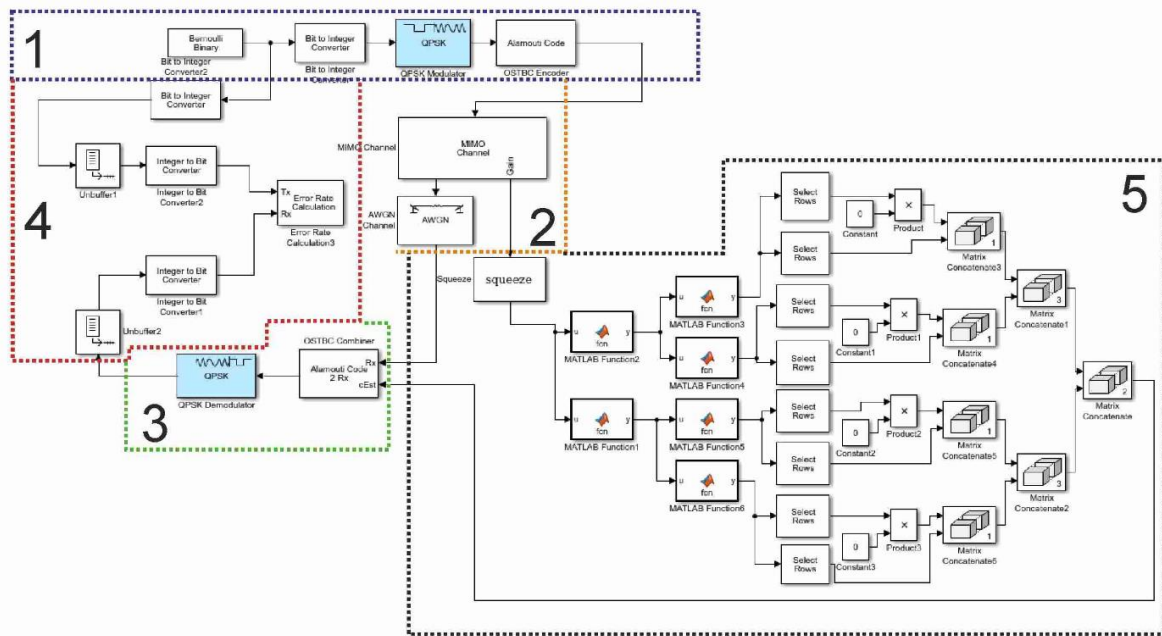 1
Bernoulli
Binary
Bit to Integer
Converter2
Bit to Integer
Converter
Bit to Integer
Converter
QPSK
QPSK Modulator
Alamouti Code
OSTBC Encoder
Bit to Integer
Converter
4
Unbuffer1
Integer to Bit
Converter
Integer to Bit
Converter2
Tx
Rx
Error Rate
Calculation
Error Rate
Calculation3
Integer to Bit
Converter
Integer to Bit
Converter1
Unbuffer2
2
MIMO Channel
MIMO
Channel
Gain
AWGN
Channel
AWGN
3
QPSK
QPSK Demodulator
OSTBC Combiner
Alamouti Code
2 Rx
Rx
cEst
5
Squeeze
squeeze
u
fcn
y
MATLAB Function2
u
fcn
y
MATLAB Function1
u
fcn
y
MATLAB Function3
u
fcn
y
MATLAB Function4
u
fcn
y
MATLAB Function5
u
fcn
y
MATLAB Function6
Select
Rows
Select
Rows
Select
Rows
Select
Rows
Select
Rows
Select
Rows
Select
Rows
Select
Rows
0
Constant
×
Product
0
Constant1
×
Product1
0
Constant2
×
Product2
0
Constant3
×
Product3
1
Matrix
Concatenate3
1
Matrix
Concatenate4
1
Matrix
Concatenate5
1
Matrix
Concatenate6
3
Matrix
Concatenate1
3
Matrix
Concatenate2
2
Matrix
Concatenate